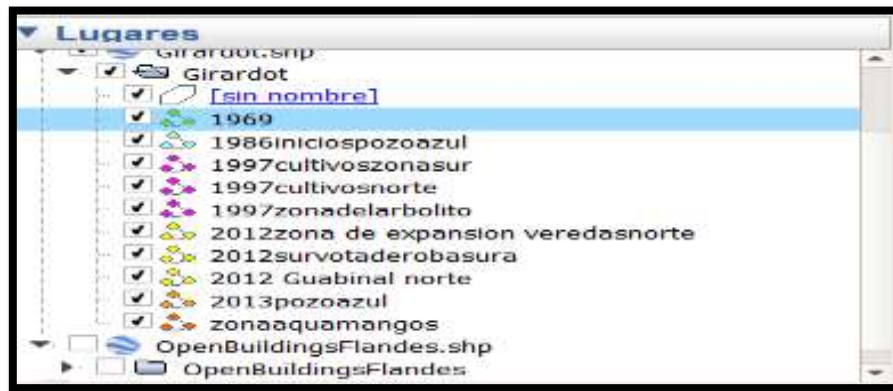 Lugares
Girardot.shp
Girardot
[sin nombre]
1969
1986iniciospozoazul
1997cultivoszonasur
1997cultivosnorte
1997zonadelarbolito
2012zona de expansion veredasnorte
2012survotaderobasura
2012 Guabinal norte
2013pozoazul
zonaaquamangos
OpenBuildingsFlandes.shp
OpenBuildingsFlandes